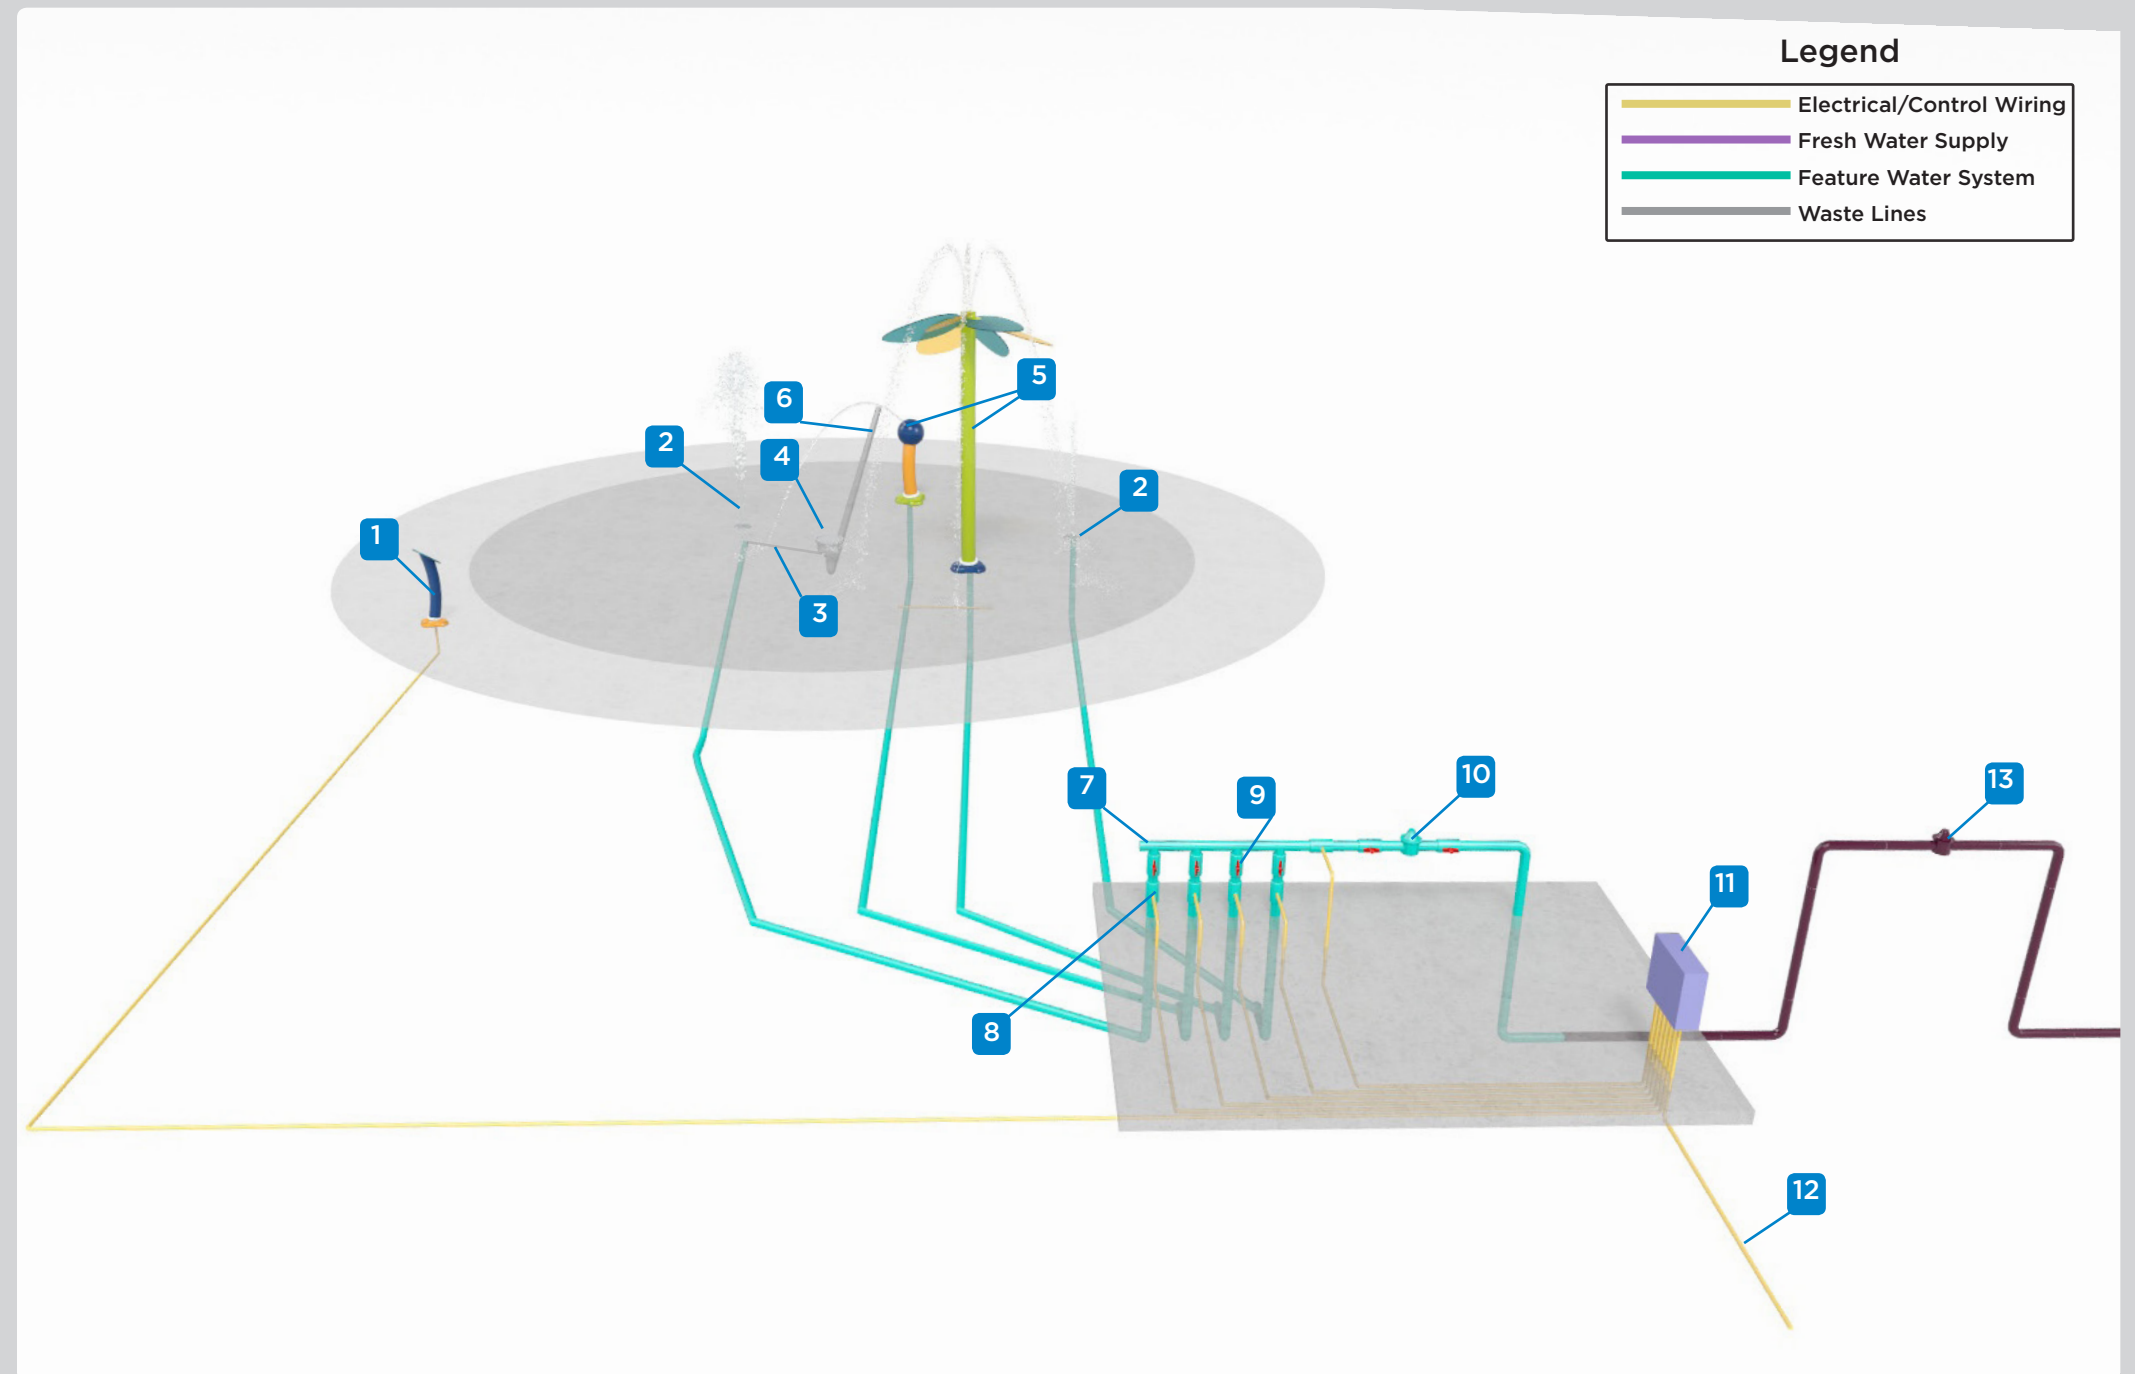 Legend
Electrical/Control Wiring
Fresh Water Supply
Feature Water System
Waste Lines
5
6
2
4
2
1
3
10
7
13
9
11
8
12